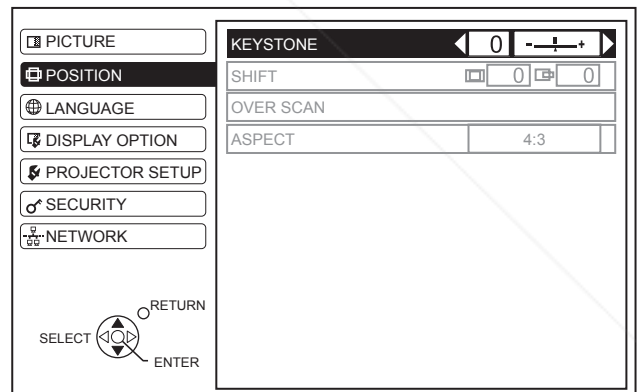 PICTURE
POSITION
LANGUAGE
DISPLAY OPTION
PROJECTOR SETUP
SECURITY
NETWORK
RETURN
SELECT
ENTER
KEYSTONE 0 - +
SHIFT 0 0
OVER SCAN
ASPECT 4:3